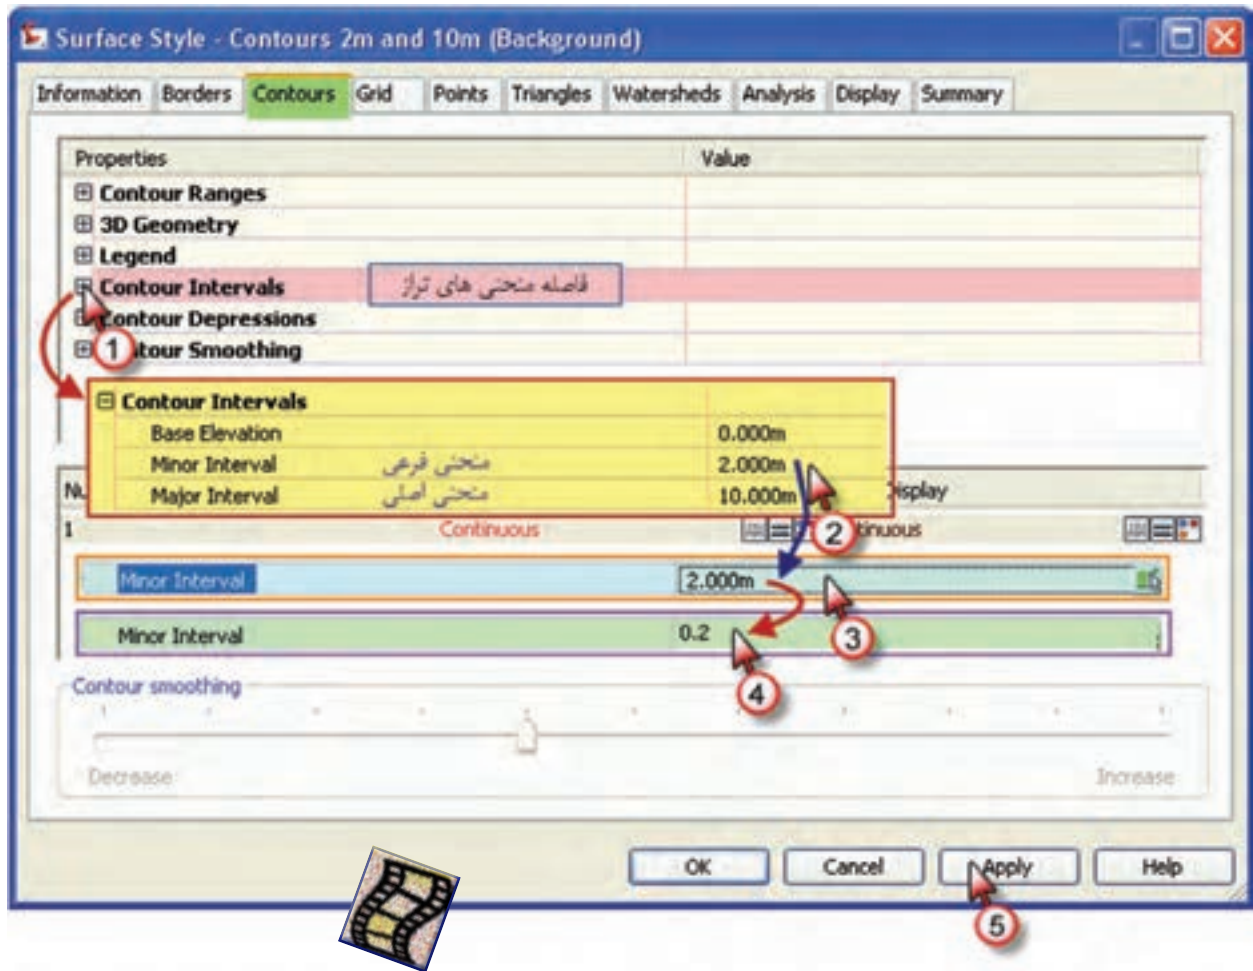 Surface Style - Contours 2m and 10m (Background)
Information Borders Contours Grid Points Triangles Watersheds Analysis Display Summary
Properties Value
Contour Ranges
3D Geometry
Legend
Contour Intervals فاصله منحنی های تراز
Contour Depressions
1
tour Smoothing
Contour Intervals
Base Elevation 0.000m
Minor Interval منحنی فرعی 2.000m
Major Interval منحنی اصلی 10.000m
Display
1 Continuous 2 tinuous
Minor Interval 2.000m
3
Minor Interval 0.2
4
Contour smoothing
Decrease Increase
OK Cancel Apply Help
5